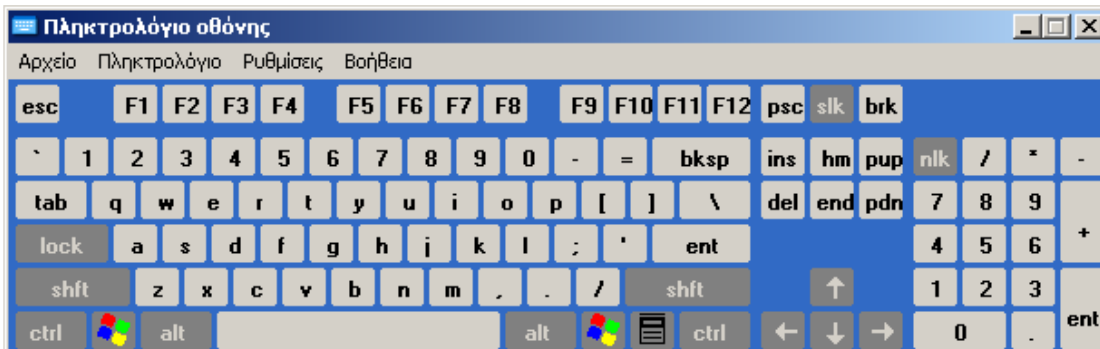 Πληκτρολόγιο οθόνης
Αρχείο Πληκτρολόγιο Ρυθμίσεις Βοήθεια
esc F1 F2 F3 F4 F5 F6 F7 F8 F9 F10 F11 F12 psc slk brk
` 1 2 3 4 5 6 7 8 9 0 - = bksp ins hm pup nlk / * -
tab q w e r t y u i o p [ ] \ del end pdn 7 8 9
lock a s d f g h j k l ; ' ent 4 5 6 +
shft z x c v b n m , . / shft ↑ 1 2 3
ctrl alt alt ctrl ← ↓ → 0 . ent